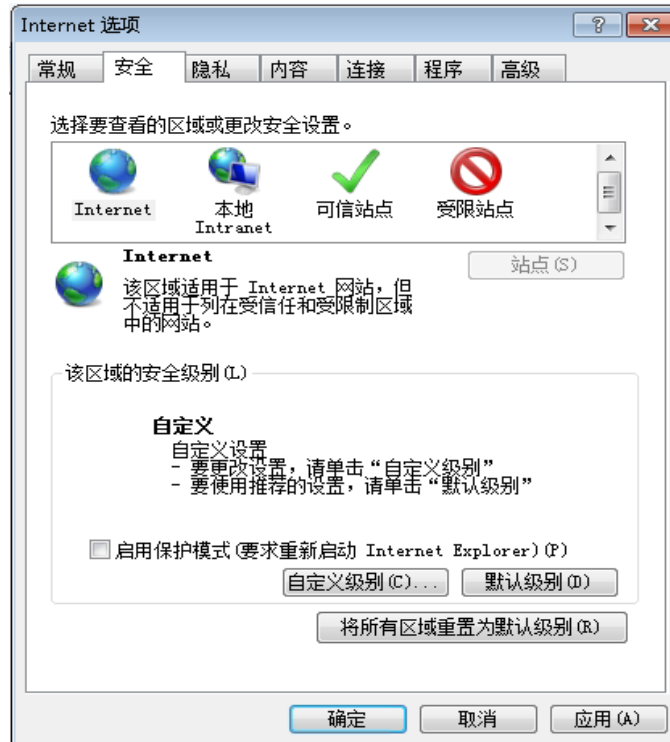 Internet 选项
常规 安全 隐私 内容 连接 程序 高级
选择要查看的区域或更改安全设置。
Internet
本地
Intranet
可信站点
受限站点
Internet
站点(S)
该区域适用于 Internet 网站，但
不适用于列在受信任和受限制区域
中的网站。
该区域的安全级别(L)
自定义
自定义设置
- 要更改设置，请单击“自定义级别”
- 要使用推荐的设置，请单击“默认级别”
启用保护模式(要求重新启动 Internet Explorer)(P)
自定义级别(C)... 默认级别(D)
将所有区域重置为默认级别(R)
确定 取消 应用(A)